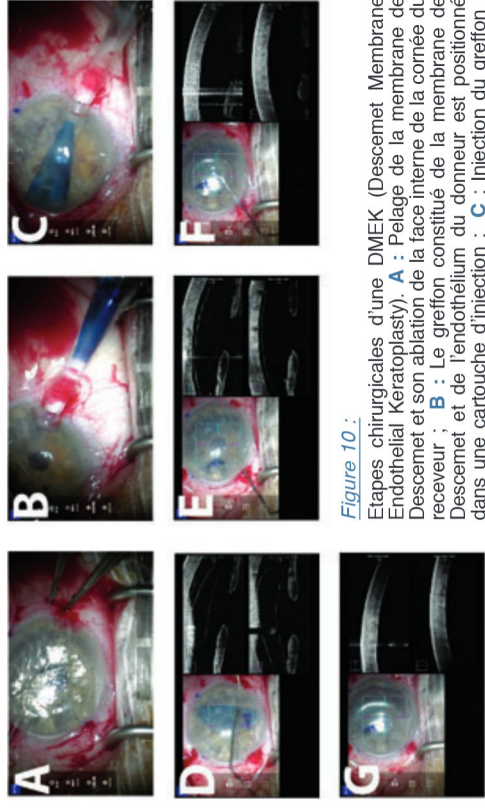 A
B
C
D
E
F
G
Figure 10 :
Etapes chirurgicales d'une DMEK (Descemet Membrane
Endothelial Keratoplasty). A : Pelage de la membrane de
Descemet et son ablation de la face interne de la cornée du
receveur ; B : Le greffon constitué de la membrane de
Descemet et de l'endothélium du donneur est positionné
dans une cartouche d'injection ; C : Injection du greffon